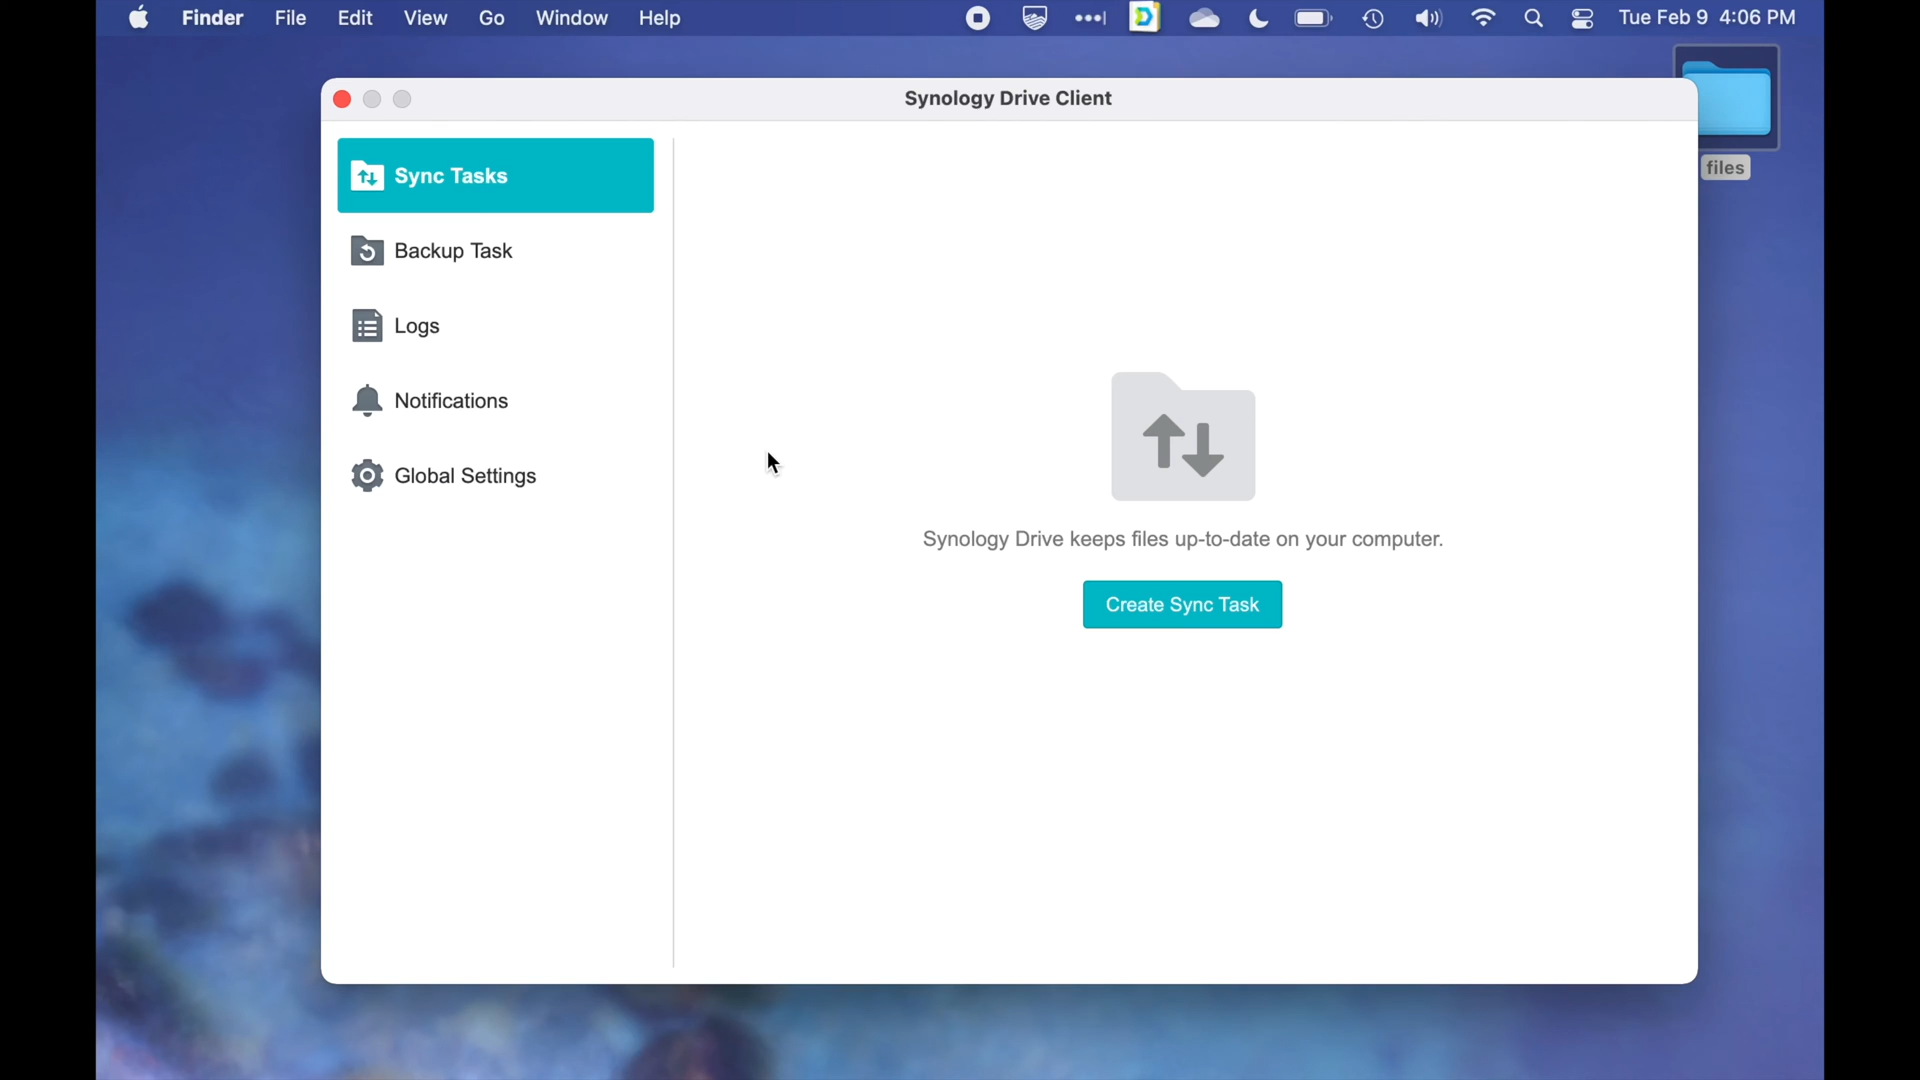 Finder File Edit View Go Window Help Tue Feb 9 4:06 PM
files
Synology Drive Client
Sync Tasks
Backup Task
Logs
Notifications
Global Settings
Synology Drive keeps files up-to-date on your computer.
Create Sync Task